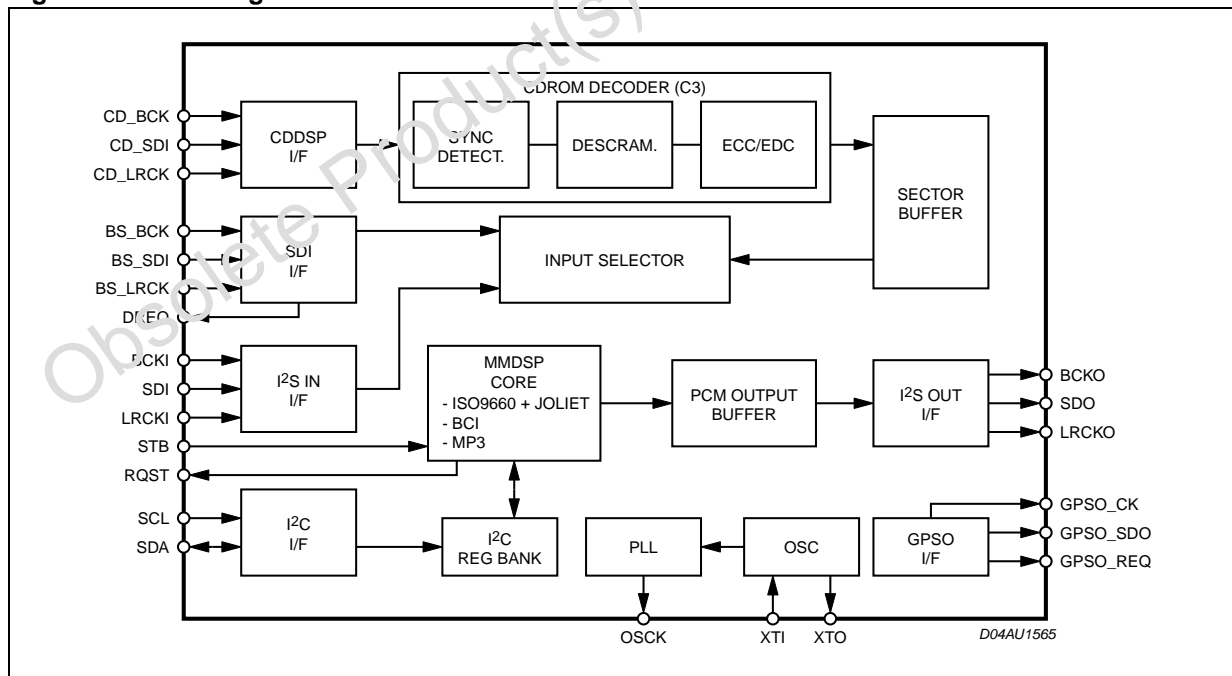 CDROM DECODER (C3)
CD_BCK
CD_SDI
CD_LRCK
CDDSP
I/F
SYNC
DETECT.
DESCRAM.
ECC/EDC
SECTOR
BUFFER
BS_BCK
BS_SDI
BS_LRCK
DREQ
SDI
I/F
INPUT SELECTOR
BCKI
SDI
LRCKI
I²S IN
I/F
STB
RQST
MMDSP
CORE
- ISO9660 + JOLIET
- BCI
- MP3
PCM OUTPUT
BUFFER
I²S OUT
I/F
BCKO
SDO
LRCKO
SCL
SDA
I²C
I/F
I²C
REG BANK
PLL
OSC
GPSO
I/F
GPSO_CK
GPSO_SDO
GPSO_REQ
OSCK
XTI
XTO
D04AU1565
Obsolete Product(s)